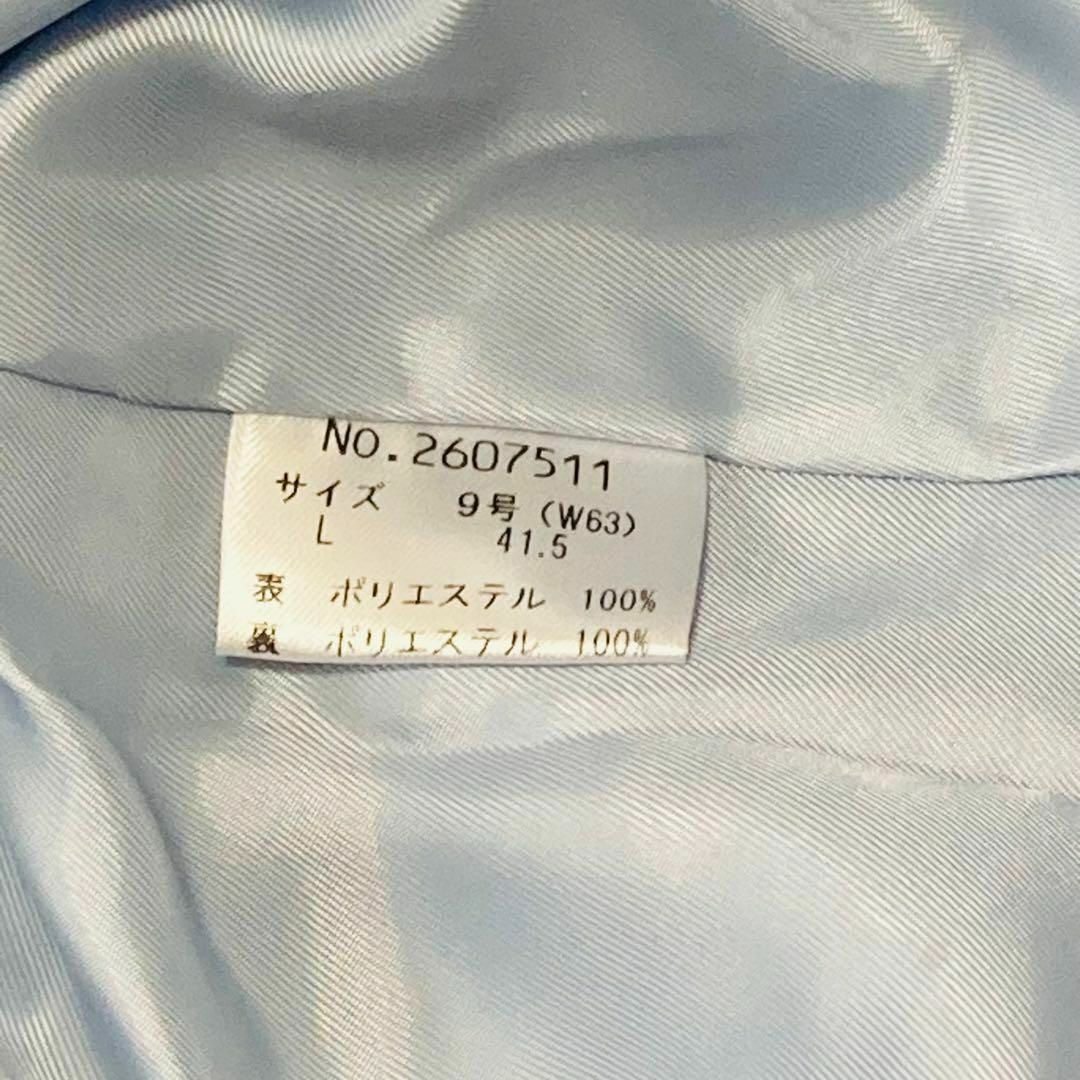 NO.2607511
サイズ 9号(W63)
L 41.5
表 ポリエステル 100%
裏 ポリエステル 100%